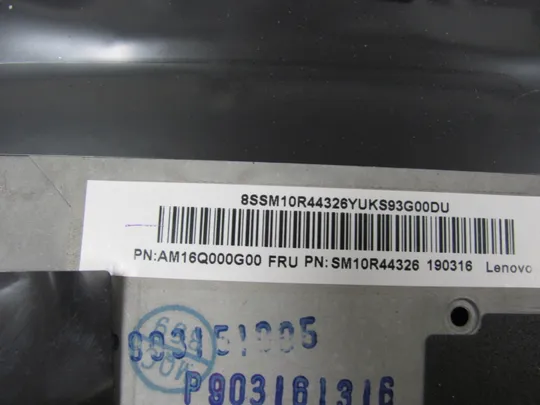 8SSM10R44326YUKS93G00DU
PN:AM16Q000G00 FRU PN:SM10R44326 190316 Lenovo
P903161316